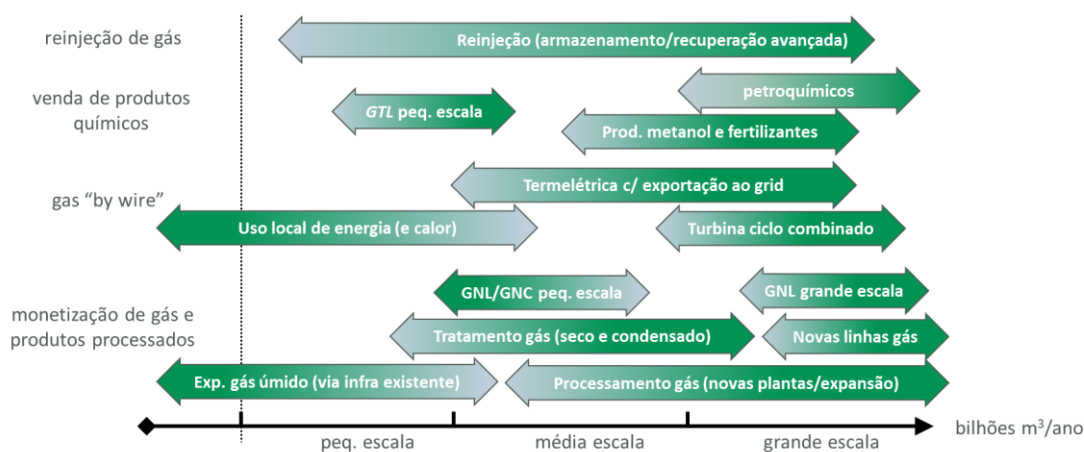 reinjeção de gás
Reinjeção (armazenamento/recuperação avançada)
venda de produtos
químicos
petroquímicos
GTL peq. escala
Prod. metanol e fertilizantes
gas “by wire”
Termelétrica c/ exportação ao grid
Uso local de energia (e calor)
Turbina ciclo combinado
monetização de gás e
produtos processados
GNL/GNC peq. escala
GNL grande escala
Tratamento gás (seco e condensado)
Novas linhas gás
Exp. gás úmido (via infra existente)
Processamento gás (novas plantas/expansão)
peq. escala
média escala
grande escala
bilhões m³/ano